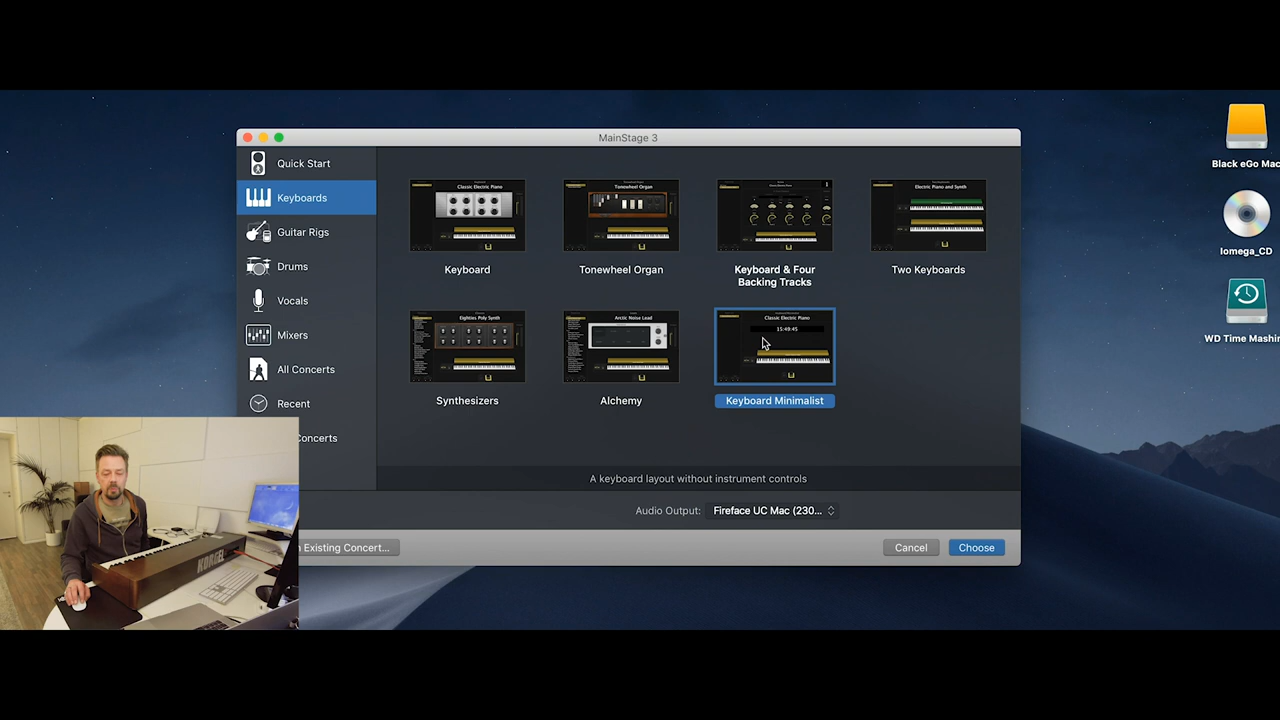 MainStage 3
Quick Start
Keyboards
Guitar Rigs
Drums
Vocals
Mixers
All Concerts
Recent
Concerts
Classic Electric Piano
Keyboard
Tonewheel Organ
Tonewheel Organ
Keyboard & Four
Backing Tracks
Electric Piano and Synth
Two Keyboards
Eighties Poly Synth
Synthesizers
Arctic Noise Lead
Alchemy
Classic Electric Piano
15:49:45
Keyboard Minimalist
A keyboard layout without instrument controls
Audio Output: Fireface UC Mac (230...
Existing Concert...
Cancel
Choose
Black eGo Mac
Iomega_CD
WD Time Mashin
KORG